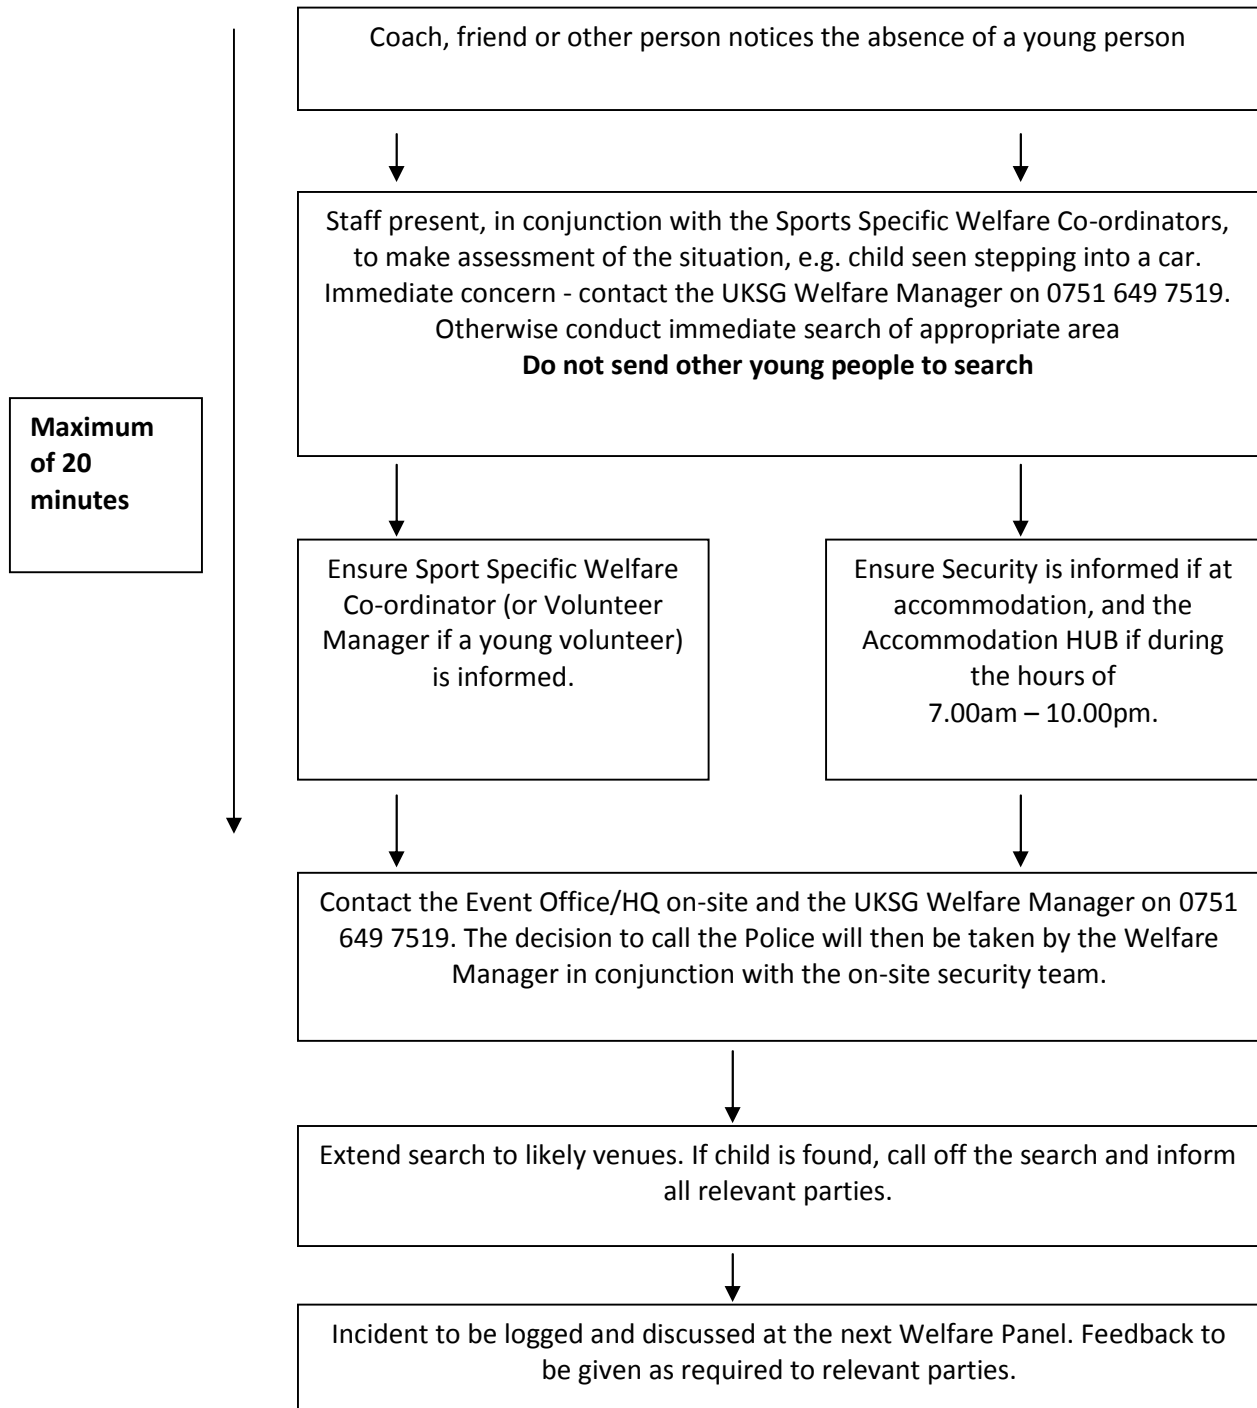 Coach, friend or other person notices the absence of a young person
Staff present, in conjunction with the Sports Specific Welfare Co-ordinators,
to make assessment of the situation, e.g. child seen stepping into a car.
Immediate concern - contact the UKSG Welfare Manager on 0751 649 7519.
Otherwise conduct immediate search of appropriate area
Do not send other young people to search
Maximum
of 20
minutes
Ensure Sport Specific Welfare
Co-ordinator (or Volunteer
Manager if a young volunteer)
is informed.
Ensure Security is informed if at
accommodation, and the
Accommodation HUB if during
the hours of
7.00am – 10.00pm.
Contact the Event Office/HQ on-site and the UKSG Welfare Manager on 0751
649 7519. The decision to call the Police will then be taken by the Welfare
Manager in conjunction with the on-site security team.
Extend search to likely venues. If child is found, call off the search and inform
all relevant parties.
Incident to be logged and discussed at the next Welfare Panel. Feedback to
be given as required to relevant parties.